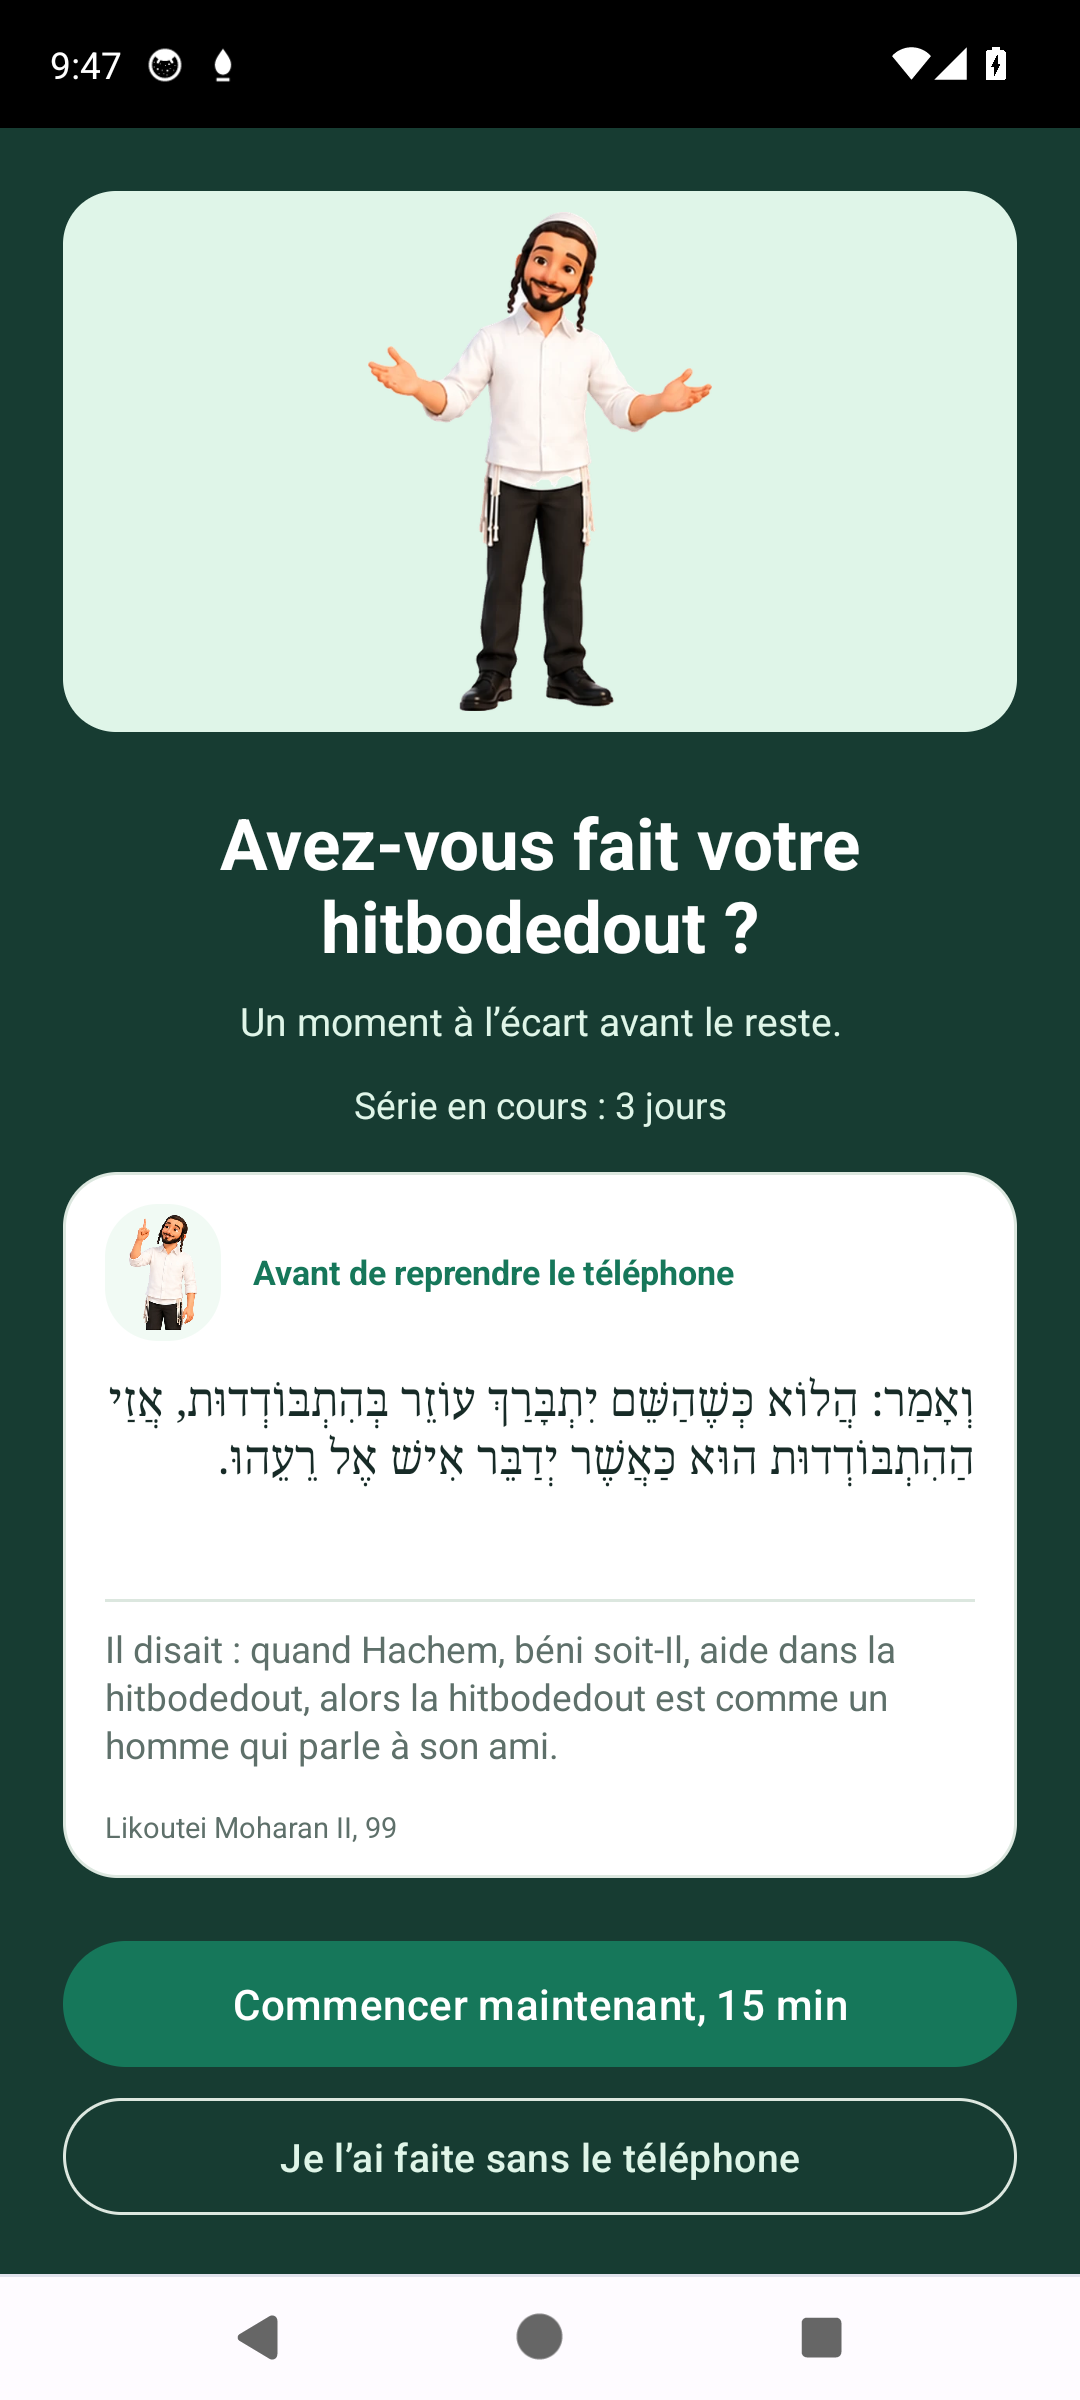 9:47
Avez-vous fait votre
hitbodedout ?
Un moment à l’écart avant le reste.
Série en cours : 3 jours
Avant de reprendre le téléphone
וְאָמַר: הֲלוֹא כְּשֶׁהַשֵּׁם יִתְבָּרַךְ עוֹזֵר בְּהִתְבּוֹדְדוּת, אֲזַי
הַהִתְבּוֹדְדוּת הוּא כַּאֲשֶׁר יְדַבֵּר אִישׁ אֶל רֵעֵהוּ.
Il disait : quand Hachem, béni soit-Il, aide dans la
hitbodedout, alors la hitbodedout est comme un
homme qui parle à son ami.
Likoutei Moharan II, 99
Commencer maintenant, 15 min
Je l’ai faite sans le téléphone